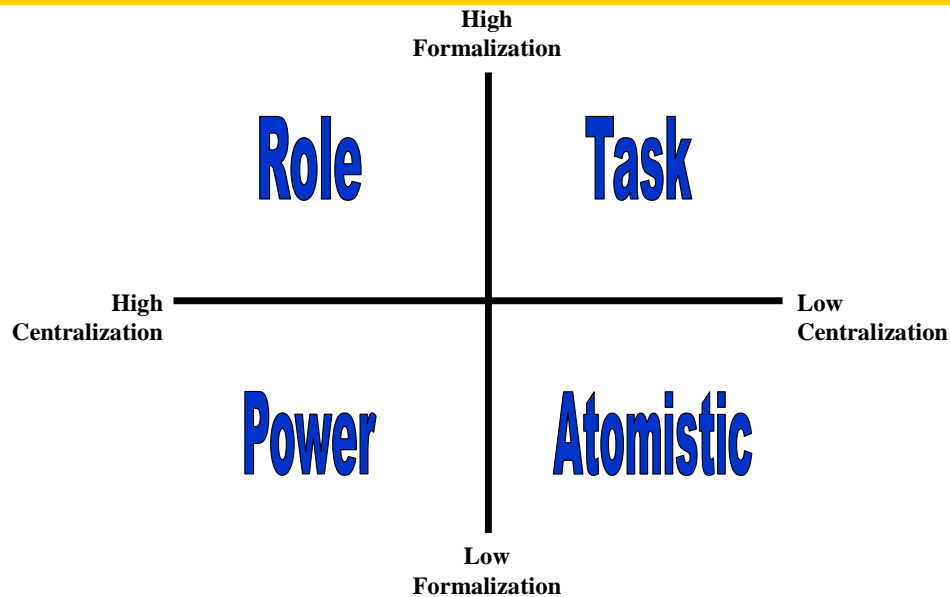 High
Formalization
Role
Task
High
Centralization
Low
Centralization
Power
Atomistic
Low
Formalization